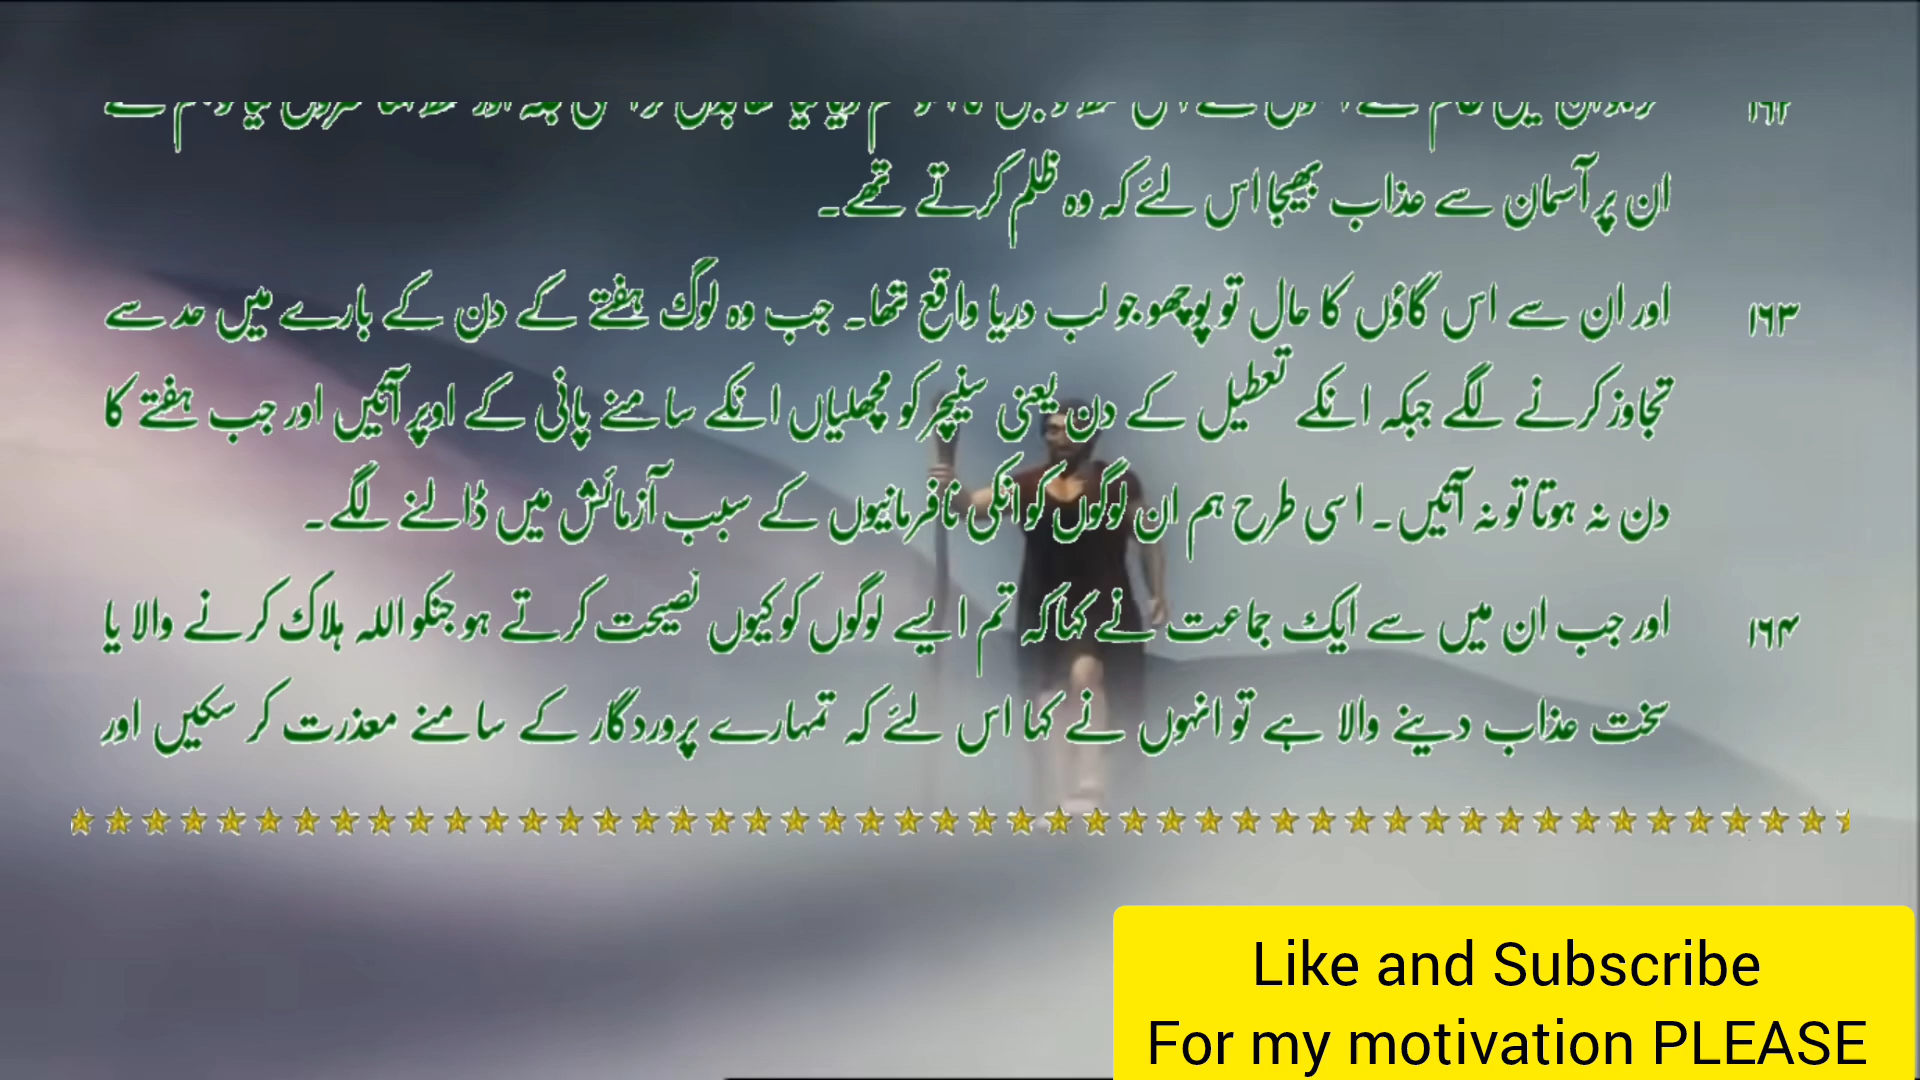 ۱۶۲
ان پر آسمان سے عذاب بھیجا اس لئے کہ وہ ظلم کرتے تھے۔
۱۶۳ اور ان سے اس گاؤں کا حال تو پوچھو جو لب دریا واقع تھا۔ جب وہ لوگ ہفتے کے دن کے بارے میں حد سے
تجاوز کرنے لگے جبکہ انکے تعطیل کے دن یعنی سنیچر کو مچھلیاں انکے سامنے پانی کے اوپر آتیں اور جب ہفتے کا
دن نہ ہوتا تو نہ آتیں۔ اسی طرح ہم ان لوگوں کو انکی نافرمانیوں کے سبب آزمائش میں ڈالنے لگے۔
۱۶۴ اور جب ان میں سے ایک جماعت نے کہا کہ تم ایسے لوگوں کو کیوں نصیحت کرتے ہو جنکو اللہ ہلاک کرنے والا یا
سخت عذاب دینے والا ہے تو انہوں نے کہا اس لئے کہ تمہارے پروردگار کے سامنے معذرت کر سکیں اور
Like and Subscribe
For my motivation PLEASE